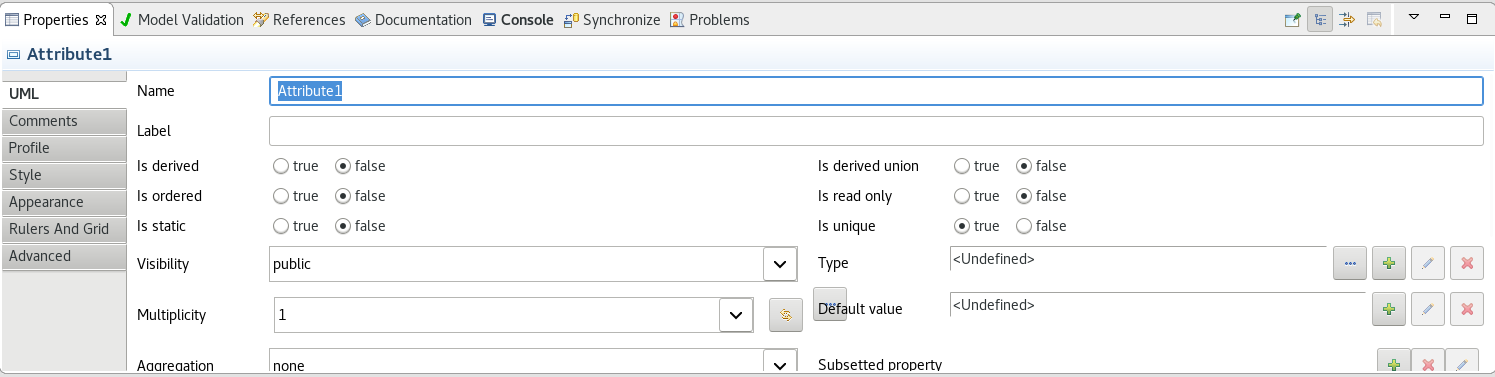 Properties Model Validation References Documentation Console Synchronize Problems
Attribute1
UML
Comments
Profile
Style
Appearance
Rulers And Grid
Advanced
Name Attribute1
Label
Is derived true false Is derived union true false
Is ordered true false Is read only true false
Is static true false Is unique true false
Visibility public Type <Undefined>
Multiplicity 1 Default value <Undefined>
Aggregation none Subsetted property